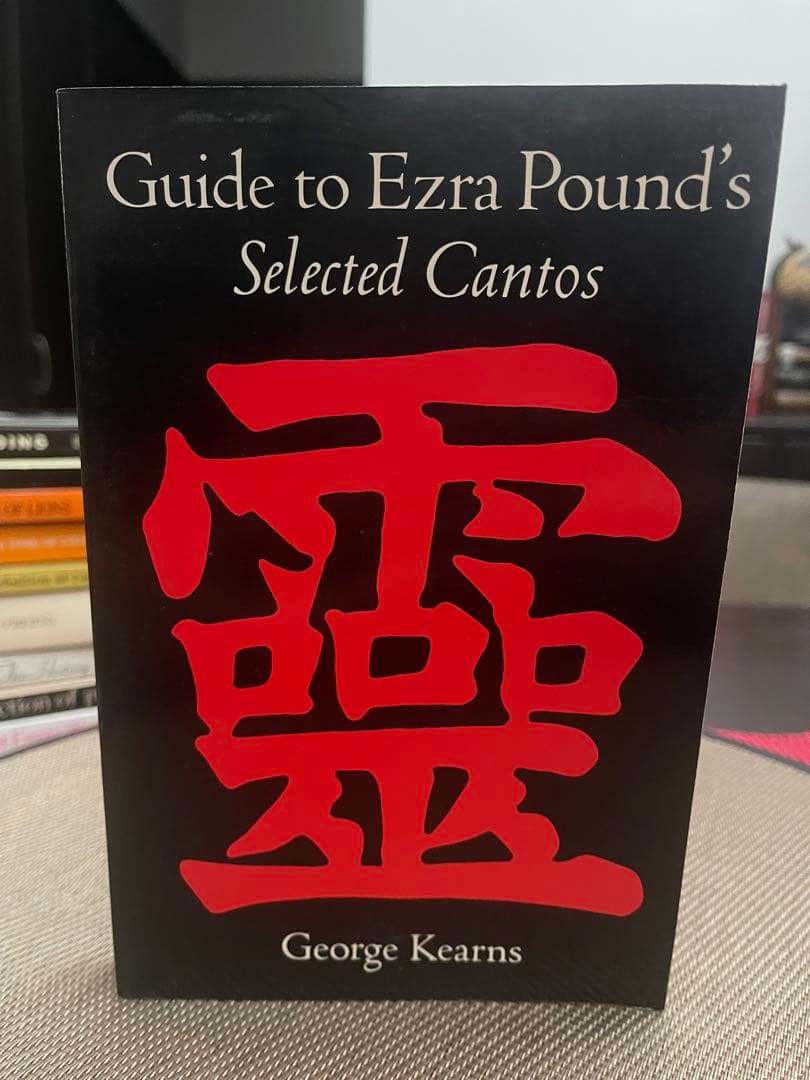 Guide to Ezra Pound's
Selected Cantos
靈
George Kearns